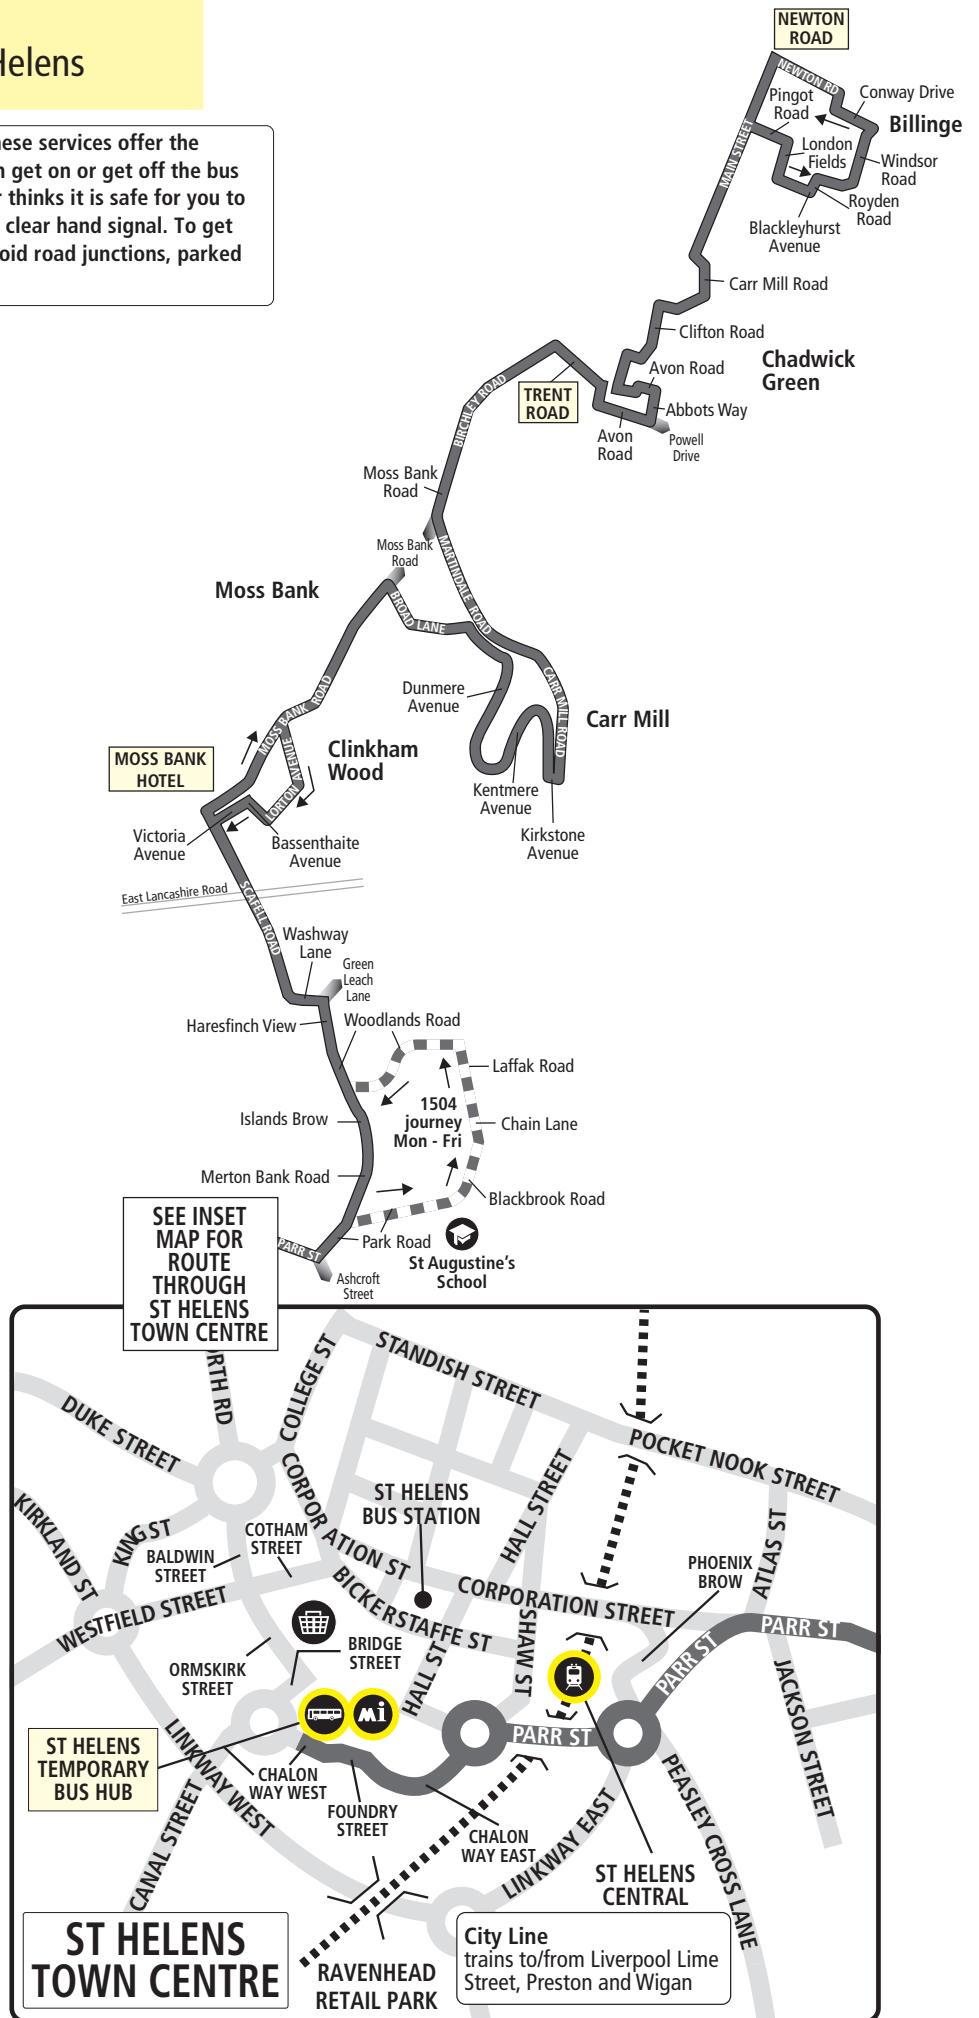 Helens
these services offer the
n get on or get off the bus
r thinks it is safe for you to
clear hand signal. To get
oid road junctions, parked
NEWTON
ROAD
NEWTON RD
Pingot
Road
Conway Drive
Billinge
London
Fields
Windsor
Road
Royden
Road
Blackleyhurst
Avenue
MAIN STREET
Carr Mill Road
Clifton Road
Chadwick
Green
Avon Road
TRENT
ROAD
Abbots Way
Avon
Road
Powell
Drive
BIRCHLEY ROAD
Moss Bank
Road
Moss Bank
Road
MARTINDALE ROAD
Moss Bank
BROAD LANE
Dunmere
Avenue
CARR MILL ROAD
Carr Mill
Kentmere
Avenue
Kirkstone
Avenue
MOSS BANK ROAD
Clinkham
Wood
MOSS BANK
HOTEL
LORTON AVENUE
Victoria
Avenue
Bassenthaite
Avenue
East Lancashire Road
SCAFELL ROAD
Washway
Lane
Green
Leach
Lane
Haresfinch View
Woodlands Road
Laffak Road
1504
journey
Mon - Fri
Islands Brow
Chain Lane
Merton Bank Road
Blackbrook Road
Park Road
St Augustine's
School
PARR ST
Ashcroft
Street
SEE INSET
MAP FOR
ROUTE
THROUGH
ST HELENS
TOWN CENTRE
ORTH RD
COLLEGE ST
STANDISH STREET
DUKE STREET
POCKET NOOK STREET
KIRKLAND ST
KING ST
CORPORATION ST
ST HELENS
BUS STATION
HALL STREET
ATLAS ST
COTHAM
STREET
BALDWIN
STREET
PHOENIX
BROW
BICKERSTAFFE ST
CORPORATION STREET
WESTFIELD STREET
SHAW ST
PARR ST
PARR ST
BRIDGE
STREET
ORMSKIRK
STREET
HALL ST
JACKSON STREET
mi
PARR ST
ST HELENS
TEMPORARY
BUS HUB
LINKWAY WEST
CHALON
WAY WEST
FOUNDRY
STREET
CHALON
WAY EAST
LINKWAY EAST
PEASLEY CROSS LANE
CANAL STREET
ST HELENS
CENTRAL
ST HELENS
TOWN CENTRE
RAVENHEAD
RETAIL PARK
City Line
trains to/from Liverpool Lime
Street, Preston and Wigan